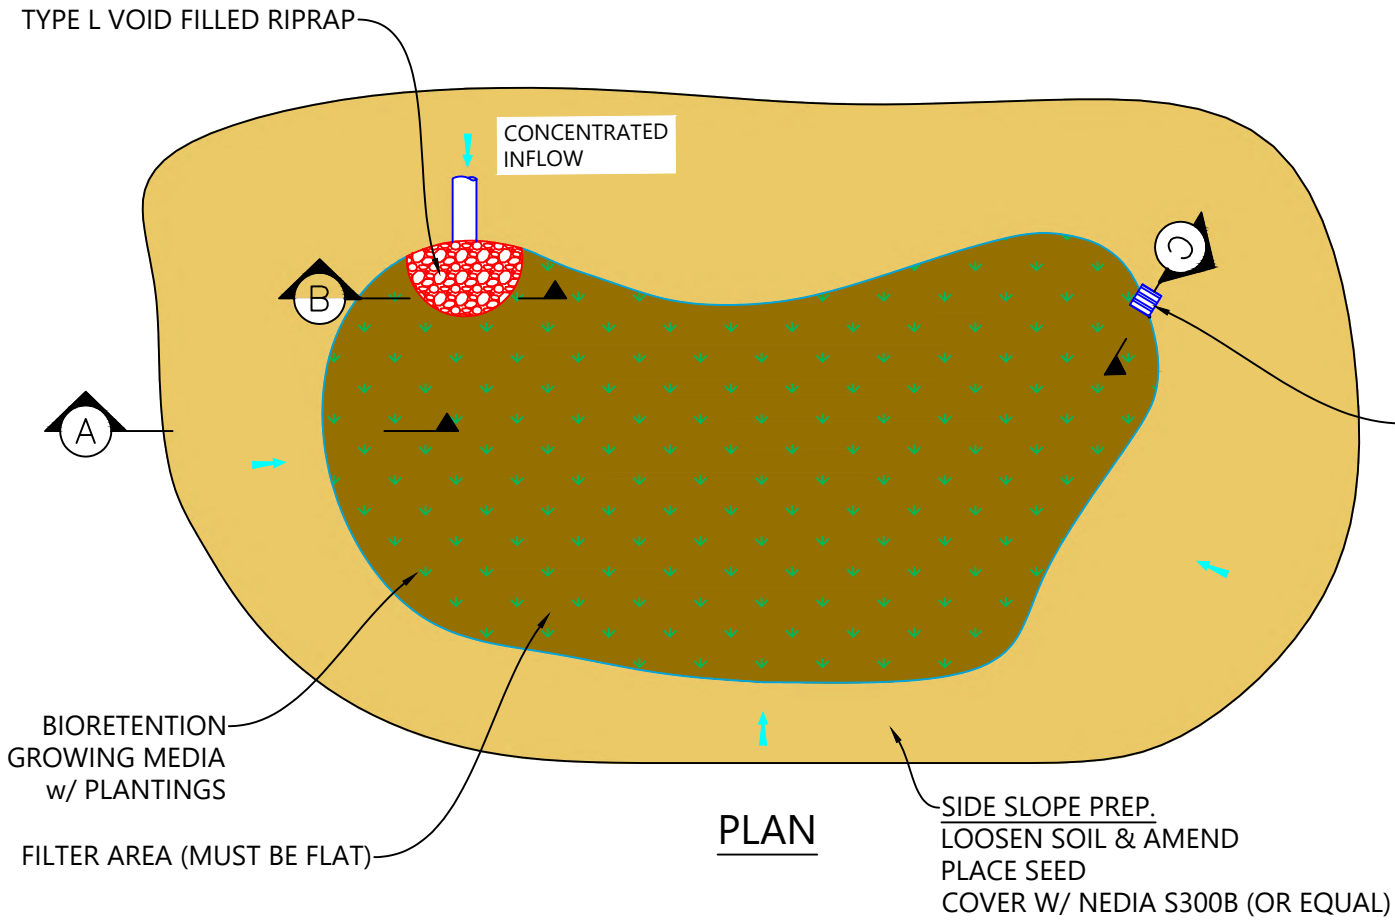 TYPE L VOID FILLED RIPRAP
CONCENTRATED
INFLOW
C
B
A
BIORETENTION
GROWING MEDIA
w/ PLANTINGS
FILTER AREA (MUST BE FLAT)
PLAN
SIDE SLOPE PREP.
LOOSEN SOIL & AMEND
PLACE SEED
COVER W/ NEDIA S300B (OR EQUAL)